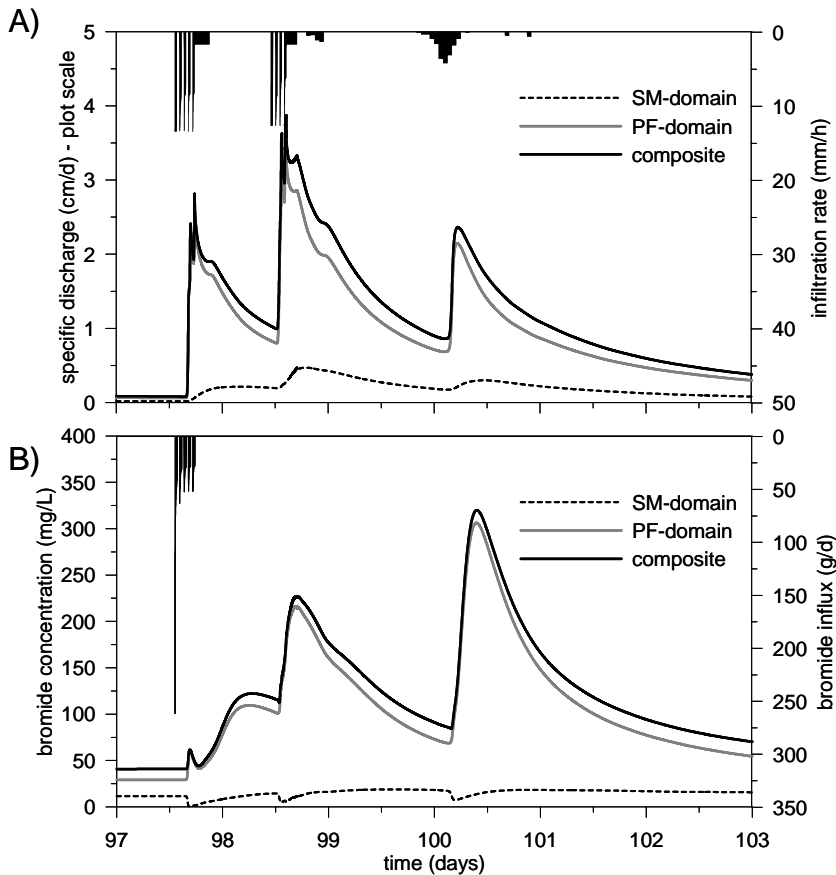 A)
specific discharge (cm/d) - plot scale
5
4
3
2
1
0
0
10
20
30
40
50
infiltration rate (mm/h)
SM-domain
PF-domain
composite
B)
bromide concentration (mg/L)
400
350
300
250
200
150
100
50
0
0
50
100
150
200
250
300
350
bromide influx (g/d)
SM-domain
PF-domain
composite
97
98
99
100
101
102
103
time (days)